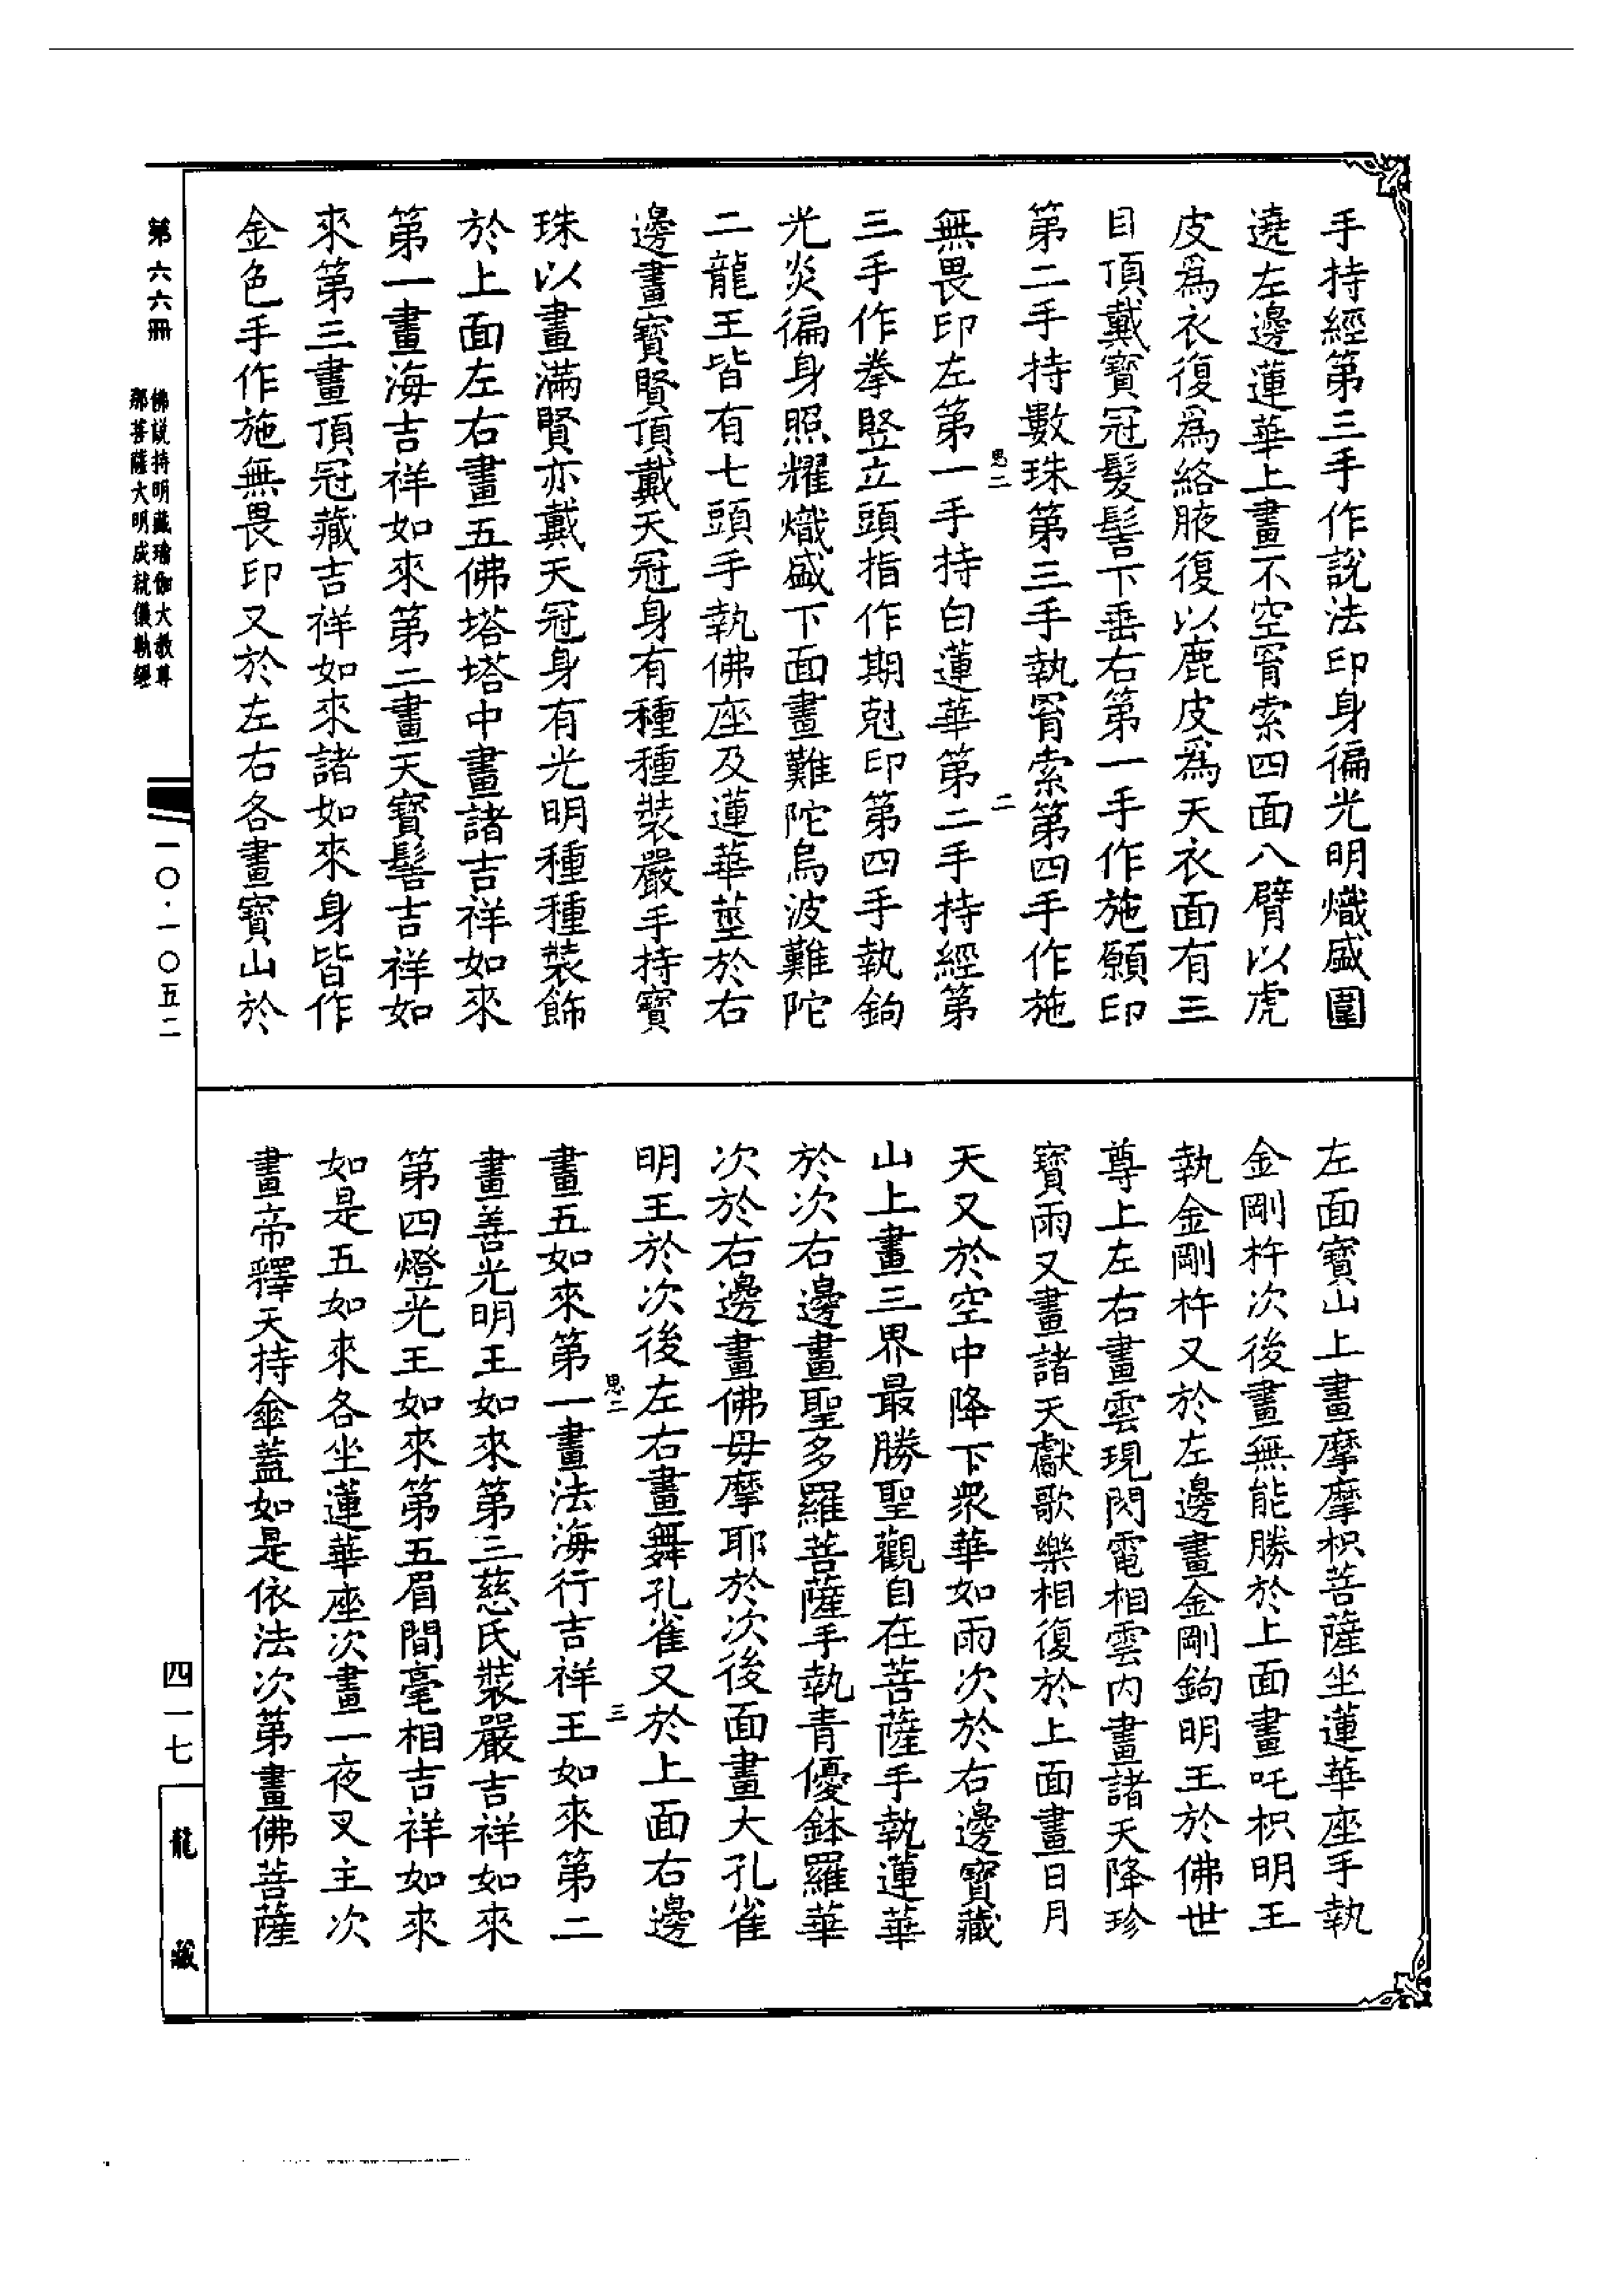 手持經第三手作說法印身徧光明熾盛圍
遶左邊蓮華上畫不空罥索四面八臂以虎
皮爲衣復爲絡腋復以鹿皮爲天衣面有三
目頂戴寶冠髮髻下垂右第一手作施願印
第二手持數珠第三手執罥索第四手作施
思二
二
無畏印左第一手持白蓮華第二手持經第
三手作拳竪立頭指作期尅印第四手執鉤
光炎徧身照耀熾盛下面畫難陀烏波難陀
二龍王皆有七頭手執佛座及蓮華莖於右
邊畫寶賢頂戴天冠身有種種裝嚴手持寶
珠以畫滿賢亦戴天冠身有光明種種裝飾
於上面左右畫五佛塔塔中畫諸吉祥如來
第一畫海吉祥如來第二畫天寶髻吉祥如
來第三畫頂冠藏吉祥如來諸如來身皆作
金色手作施無畏印又於左右各畫寶山於
左面寶山上畫摩摩枳菩薩坐蓮華座手執
金剛杵次後畫無能勝於上面畫吒枳明王
執金剛杵又於左邊畫金剛鉤明王於佛世
尊上左右畫雲現閃電相雲內畫諸天降珍
寶雨又畫諸天獻歌樂相復於上面畫日月
天又於空中降下衆華如雨次於右邊寶藏
山上畫三界最勝聖觀自在菩薩手執蓮華
於次右邊畫聖多羅菩薩手執青優鉢羅華
次於右邊畫佛母摩耶於次後面畫大孔雀
明王於次後左右畫舞孔雀又於上面右邊
思二
三
畫五如來第一畫法海行吉祥王如來第二
畫善光明王如來第三慈氏裝嚴吉祥如來
第四燈光王如來第五眉間毫相吉祥如來
如是五如來各坐蓮華座次畫一夜叉主次
畫帝釋天持傘蓋如是依法次第畫佛菩薩
第六六冊
佛說持明藏瑜伽大教尊
那菩薩大明成就儀軌經
一〇·一〇五二
四一七
龍藏